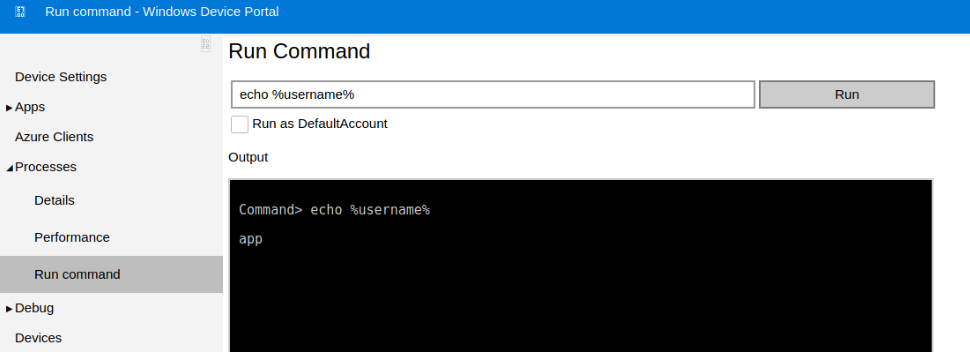 Run command - Windows Device Portal
Device Settings
Apps
Azure Clients
Processes
Details
Performance
Run command
Debug
Devices
Run Command
echo %username%
Run
Run as DefaultAccount
Output
Command> echo %username%
app